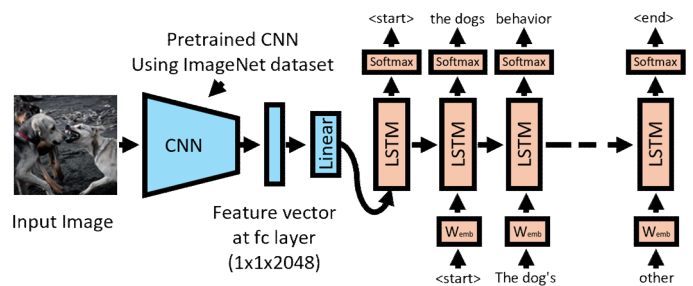 Pretrained CNN
Using ImageNet dataset
<start> the dogs behavior <end>
Softmax Softmax Softmax Softmax
CNN
Linear
LSTM LSTM LSTM LSTM
Input Image
Feature vector
at fc layer
(1x1x2048)
Wemb Wemb Wemb
<start> The dog's other